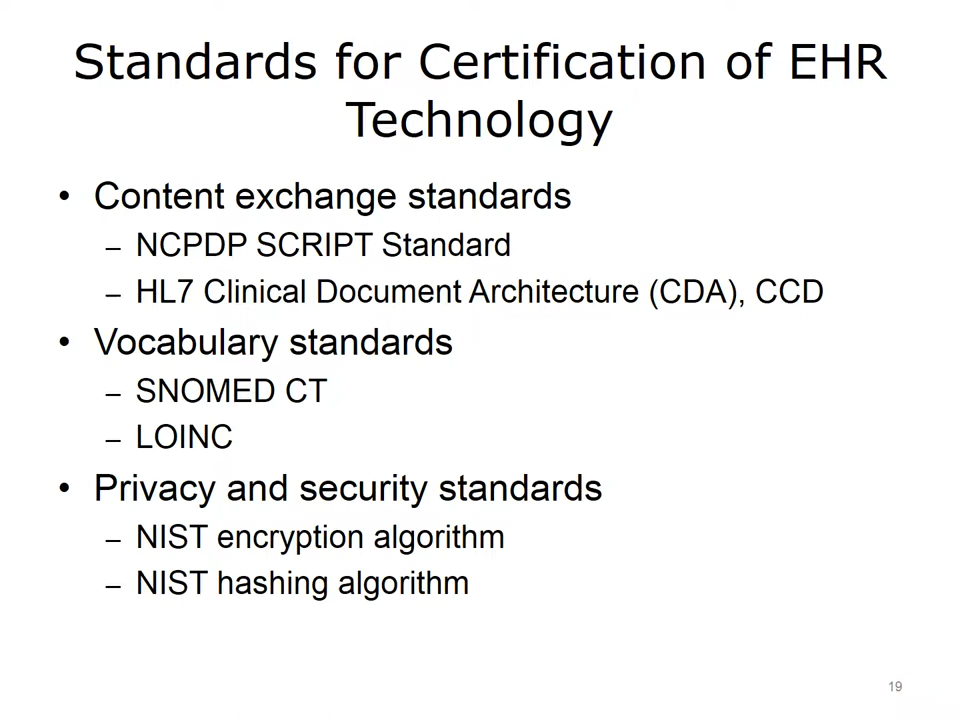 Standards for Certification of EHR
Technology
• Content exchange standards
– NCPDP SCRIPT Standard
– HL7 Clinical Document Architecture (CDA), CCD
• Vocabulary standards
– SNOMED CT
– LOINC
• Privacy and security standards
– NIST encryption algorithm
– NIST hashing algorithm
19